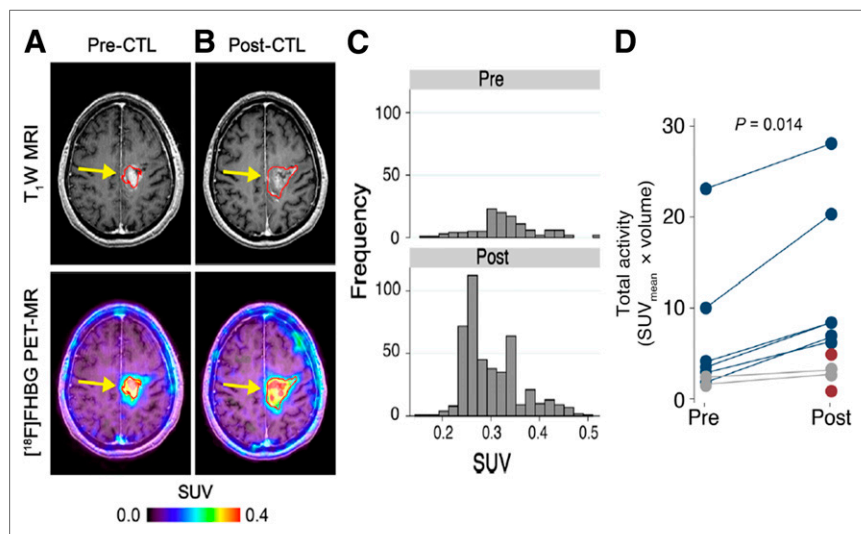 A
Pre-CTL
B
Post-CTL
T₁W MRI
[¹⁸F]FHBG PET-MR
SUV
0.0
0.4
C
Pre
100
50
0
Post
100
50
0
Frequency
0.2
0.3
0.4
0.5
SUV
D
P = 0.014
30
20
10
0
Total activity
(SUVmean × volume)
Pre
Post